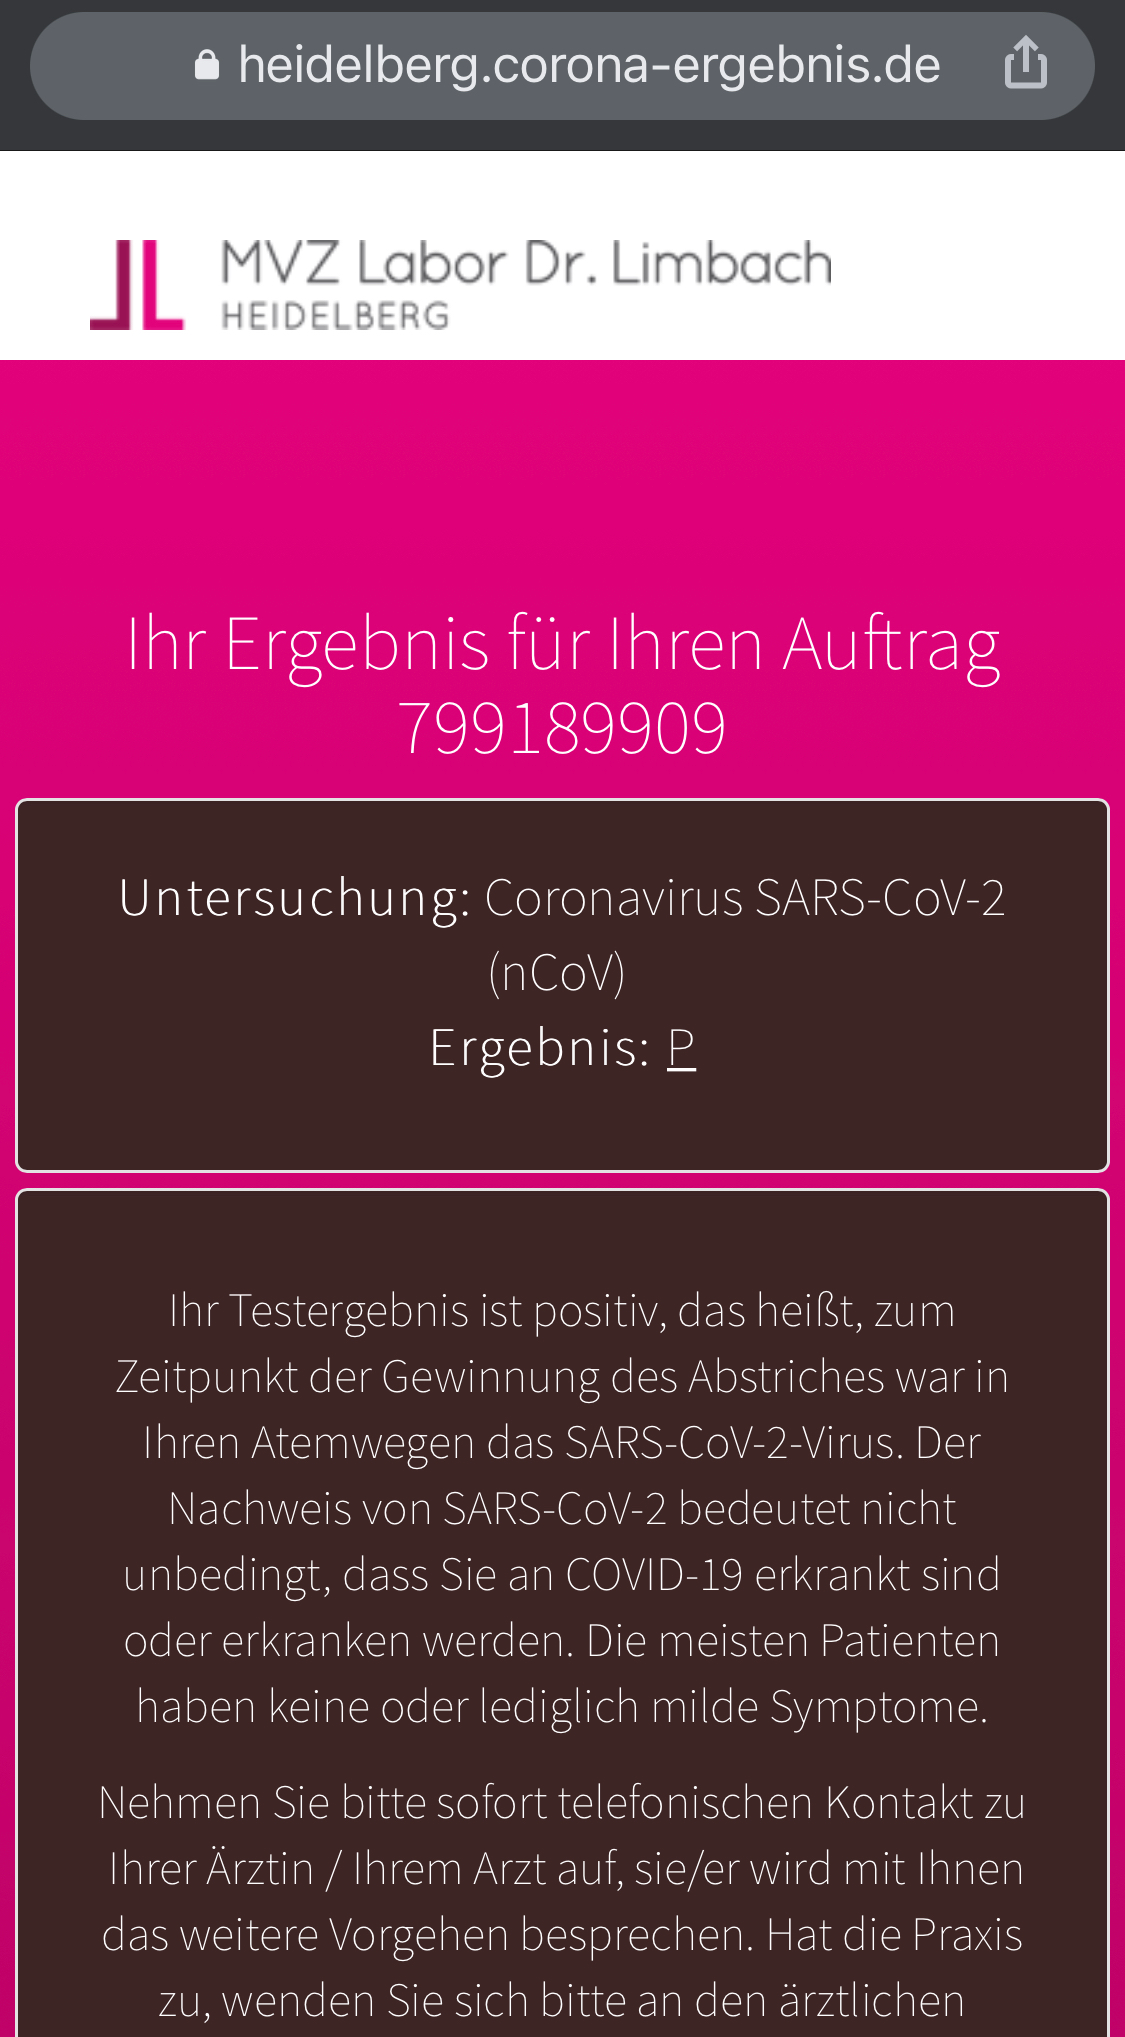 heidelberg.corona-ergebnis.de
MVZ Labor Dr. Limbach
HEIDELBERG
Ihr Ergebnis für Ihren Auftrag
799189909
Untersuchung: Coronavirus SARS-CoV-2
(nCoV)
Ergebnis: P
Ihr Testergebnis ist positiv, das heißt, zum
Zeitpunkt der Gewinnung des Abstriches war in
Ihren Atemwegen das SARS-CoV-2-Virus. Der
Nachweis von SARS-CoV-2 bedeutet nicht
unbedingt, dass Sie an COVID-19 erkrankt sind
oder erkranken werden. Die meisten Patienten
haben keine oder lediglich milde Symptome.
Nehmen Sie bitte sofort telefonischen Kontakt zu
Ihrer Ärztin / Ihrem Arzt auf, sie/er wird mit Ihnen
das weitere Vorgehen besprechen. Hat die Praxis
zu, wenden Sie sich bitte an den ärztlichen